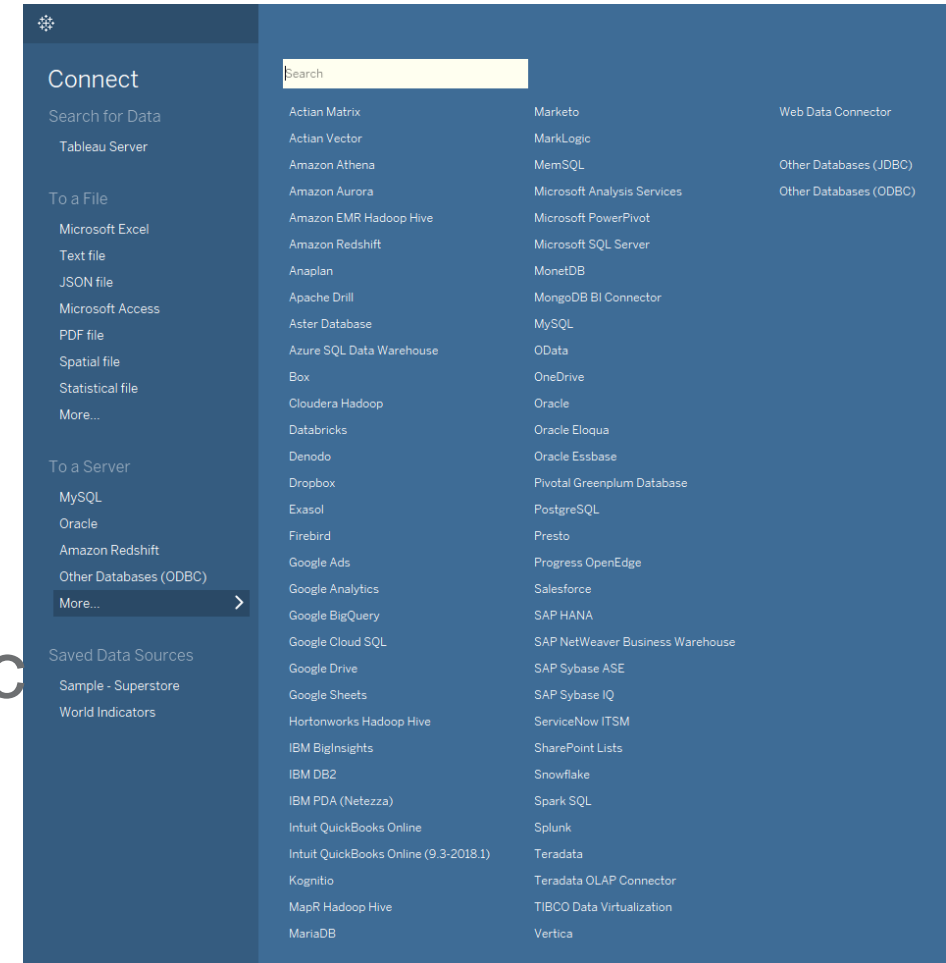 Connect
Search for Data
Tableau Server
To a File
Microsoft Excel
Text file
JSON file
Microsoft Access
PDF file
Spatial file
Statistical file
More...
To a Server
MySQL
Oracle
Amazon Redshift
Other Databases (ODBC)
More...
Saved Data Sources
Sample - Superstore
World Indicators
C
Search
Actian Matrix
Actian Vector
Amazon Athena
Amazon Aurora
Amazon EMR Hadoop Hive
Amazon Redshift
Anaplan
Apache Drill
Aster Database
Azure SQL Data Warehouse
Box
Cloudera Hadoop
Databricks
Denodo
Dropbox
Exasol
Firebird
Google Ads
Google Analytics
Google BigQuery
Google Cloud SQL
Google Drive
Google Sheets
Hortonworks Hadoop Hive
IBM BigInsights
IBM DB2
IBM PDA (Netezza)
Intuit QuickBooks Online
Intuit QuickBooks Online (9.3-2018.1)
Kognitio
MapR Hadoop Hive
MariaDB
Marketo
MarkLogic
MemSQL
Microsoft Analysis Services
Microsoft PowerPivot
Microsoft SQL Server
MonetDB
MongoDB BI Connector
MySQL
OData
OneDrive
Oracle
Oracle Eloqua
Oracle Essbase
Pivotal Greenplum Database
PostgreSQL
Presto
Progress OpenEdge
Salesforce
SAP HANA
SAP NetWeaver Business Warehouse
SAP Sybase ASE
SAP Sybase IQ
ServiceNow ITSM
SharePoint Lists
Snowflake
Spark SQL
Splunk
Teradata
Teradata OLAP Connector
TIBCO Data Virtualization
Vertica
Web Data Connector
Other Databases (JDBC)
Other Databases (ODBC)